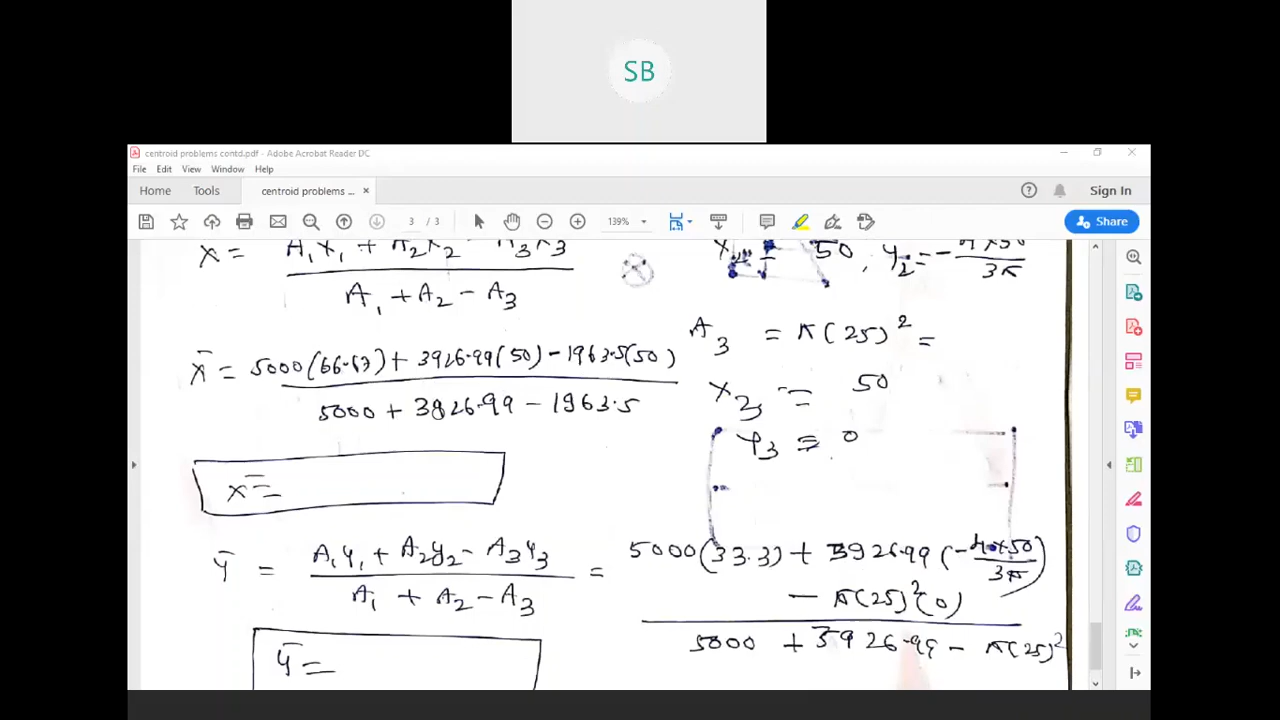 SB
centroid problems contd.pdf - Adobe Acrobat Reader DC
File Edit View Window Help
Home Tools centroid problems ... × Sign In
3 / 3 139% Share
x̄ = A₁x₁ + A₂x₂ - A₃x₃
A₁ + A₂ - A₃
x₂ = 50, y₂ = - 4×50
3π
A₃ = π(25)² =
x̄ = 5000(66.67) + 3926.99(50) - 1963.5(50)
5000 + 3926.99 - 1963.5
x₃ = 50
y₃ = 0
x̄ =
ȳ = A₁y₁ + A₂y₂ - A₃y₃ = 5000(33.3) + 3926.99 (- 4×50)
3π
- π(25)²(0)
A₁ + A₂ - A₃
5000 + 3926.99 - π(25)²
ȳ =